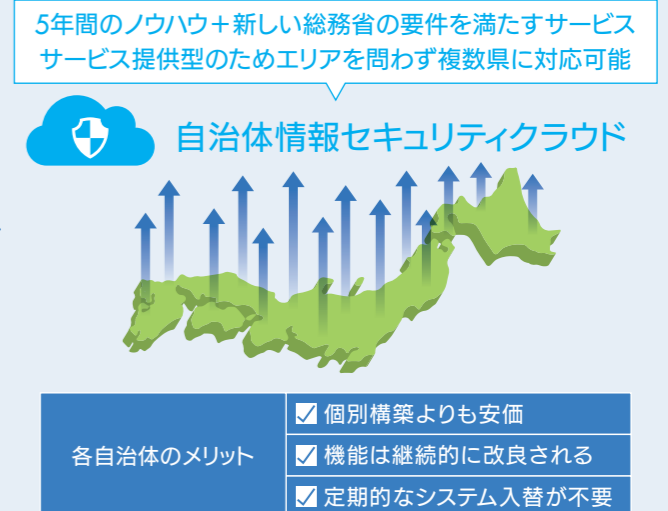 5年間のノウハウ＋新しい総務省の要件を満たすサービス
サービス提供型のためエリアを問わず複数県に対応可能
自治体情報セキュリティクラウド
各自治体のメリット
☑ 個別構築よりも安価
☑ 機能は継続的に改良される
☑ 定期的なシステム入替が不要